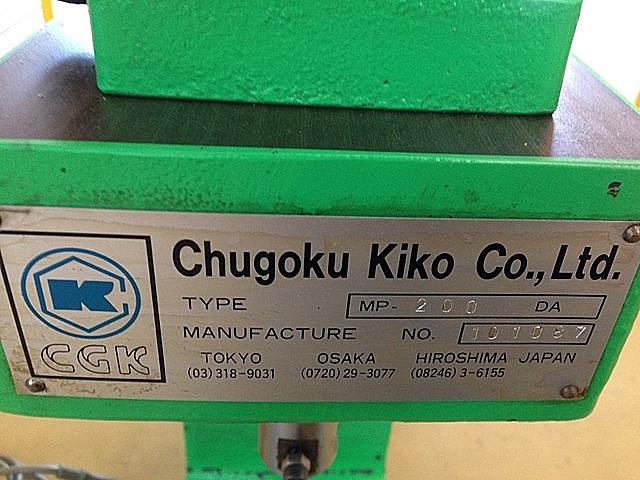 Chugoku Kiko Co., Ltd.
CGK
TYPE MP- 200 DA
MANUFACTURE NO. 101087
TOKYO OSAKA HIROSHIMA JAPAN
(03) 318-9031 (0720) 29-3077 (08246) 3-6155